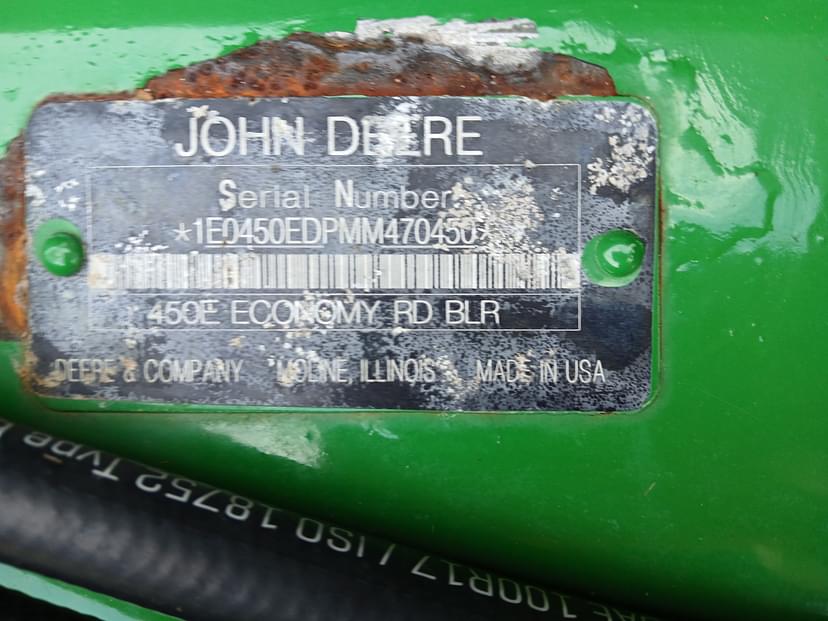 JOHN DEERE
Serial Number
*1E0450EDPMM470450*
450E ECONOMY RD BLR
DEERE & COMPANY MOLINE, ILLINOIS MADE IN USA
100R17 / ISO 18752 Type